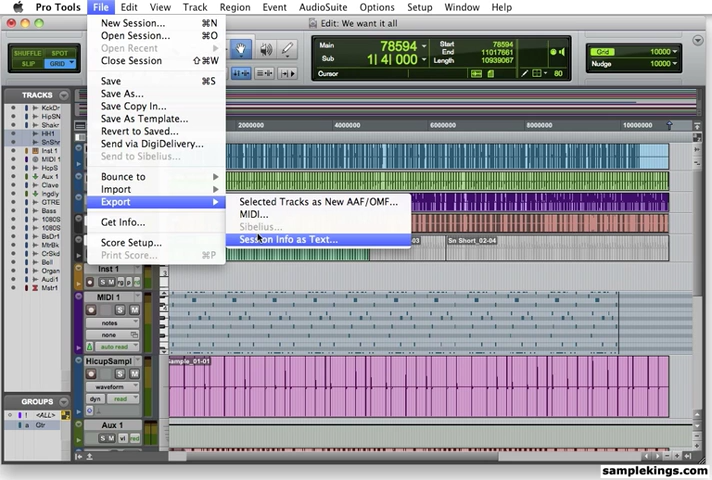 Pro Tools File Edit View Track Region Event AudioSuite Options Setup Window Help
Edit: We want it all
New Session... ⌘N
Open Session... ⌘O
Open Recent
Close Session ⇧⌘W
Save ⌘S
Save As...
Save Copy In...
Save As Template...
Revert to Saved...
Send via DigiDelivery...
Send to Sibelius...
Bounce to
Import
Export
Get Info...
Score Setup...
Print Score... ⌘P
Selected Tracks as New AAF/OMF...
MIDI...
Sibelius...
Session Info as Text...
SHUFFLE SPOT
SLIP GRID
Main 78594
Sub 1| 4| 000
Start 78594
End 11017661
Length 10939067
Cursor
80
Grid 10000
Nudge 10000
TRACKS
KckDr
HipSN
Shakr
HH1
SnShr
Inst 1
MIDI 1
Aux 1
Clave
GTRE
Bass
1080S
1080S
BsDr1
MtrBk
CrSkd
Bell
Organ
Audi1
Mstr1
2000000 4000000 6000000 8000000 10000000
Sn Short_02-04
Inst 1
MIDI 1
notes
auto read
HicupSampl
waveform
dyn read
ample_01-01
Aux 1
GROUPS
! <ALL>
a Gtr
samplekings.com